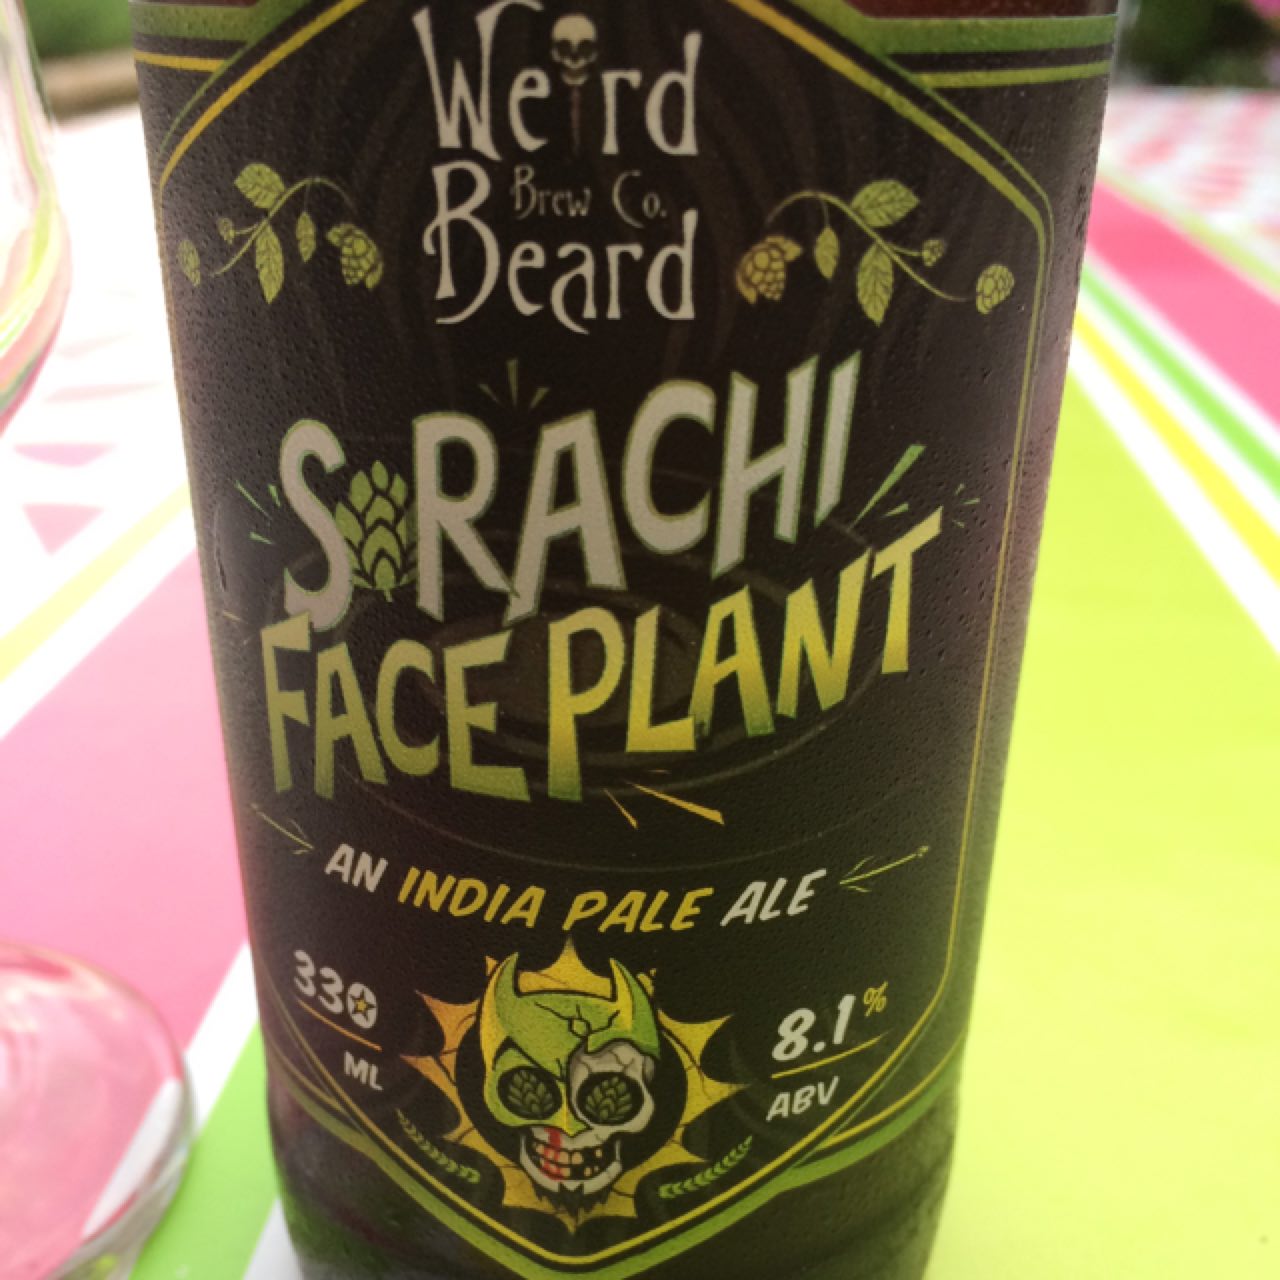 Weird
Brew Co.
Beard
SORACHI
FACE PLANT
AN INDIA PALE ALE
330
ML
8.1%
ABV